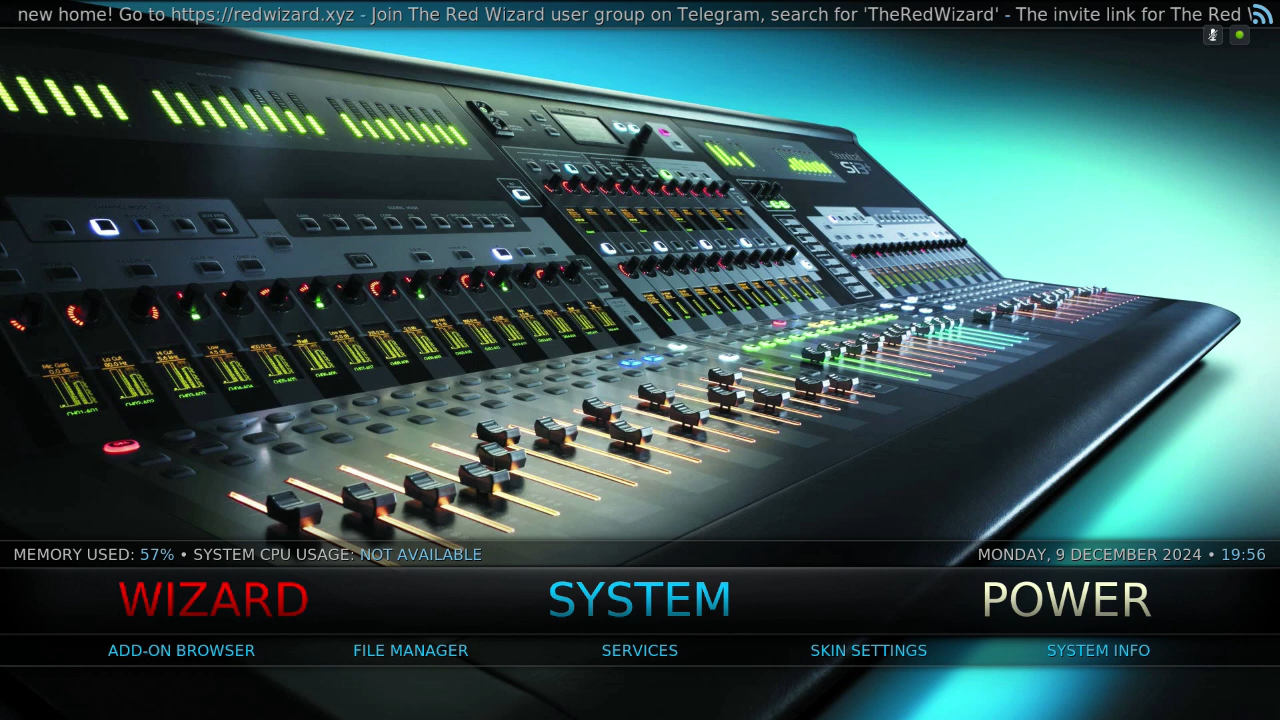 new home! Go to https://redwizard.xyz - Join The Red Wizard user group on Telegram, search for 'TheRedWizard' - The invite link for The Red
Si3+
MEMORY USED: 57% • SYSTEM CPU USAGE: NOT AVAILABLE
MONDAY, 9 DECEMBER 2024 • 19:56
WIZARD SYSTEM POWER
ADD-ON BROWSER FILE MANAGER SERVICES SKIN SETTINGS SYSTEM INFO